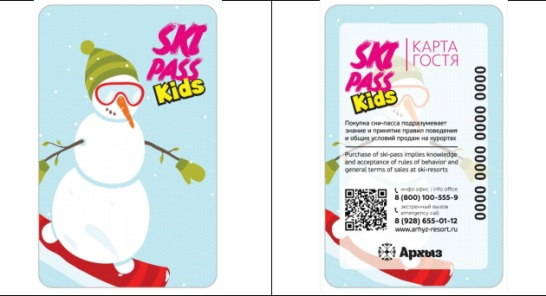 SKI
PASS
Kids
SKI
PASS
Kids
КАРТА
ГОСТЯ
Покупка ски-пасса подразумевает
знание и принятие правил поведения
и общих условий продаж на курортах
Purchase of ski-pass implies knowledge
and acceptance of rules of behavior and
general terms of sales at ski-resorts
инфо офис | info office
8 (800) 100-555-9
экстренный вызов
emergency call
8 (928) 655-01-12
www.arhyz-resort.ru
Архыз
0000 0000 0000 0000